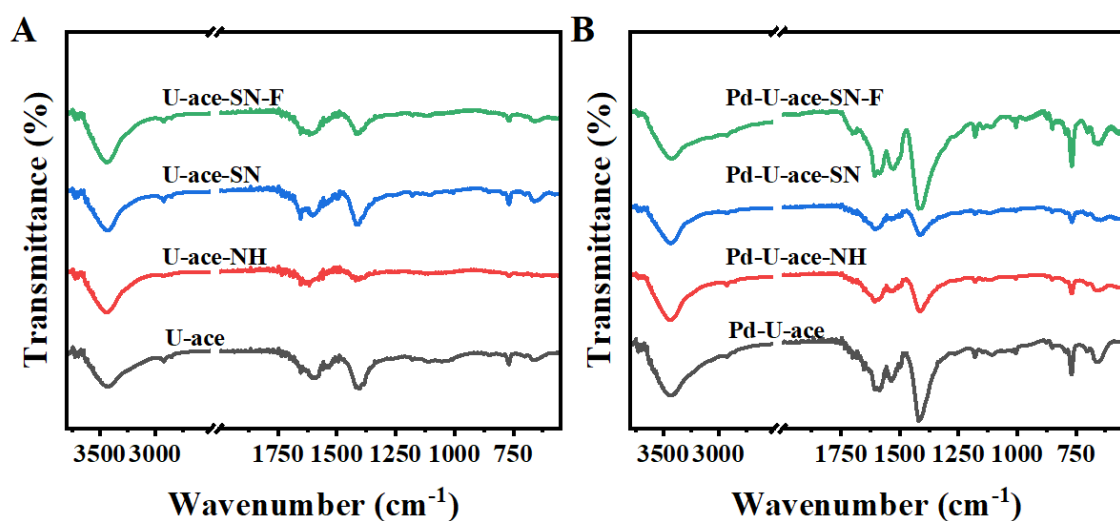 A
Transmittance (%)
U-ace-SN-F
U-ace-SN
U-ace-NH
U-ace
3500 3000 1750 1500 1250 1000 750
Wavenumber (cm⁻¹)
B
Transmittance (%)
Pd-U-ace-SN-F
Pd-U-ace-SN
Pd-U-ace-NH
Pd-U-ace
3500 3000 1750 1500 1250 1000 750
Wavenumber (cm⁻¹)